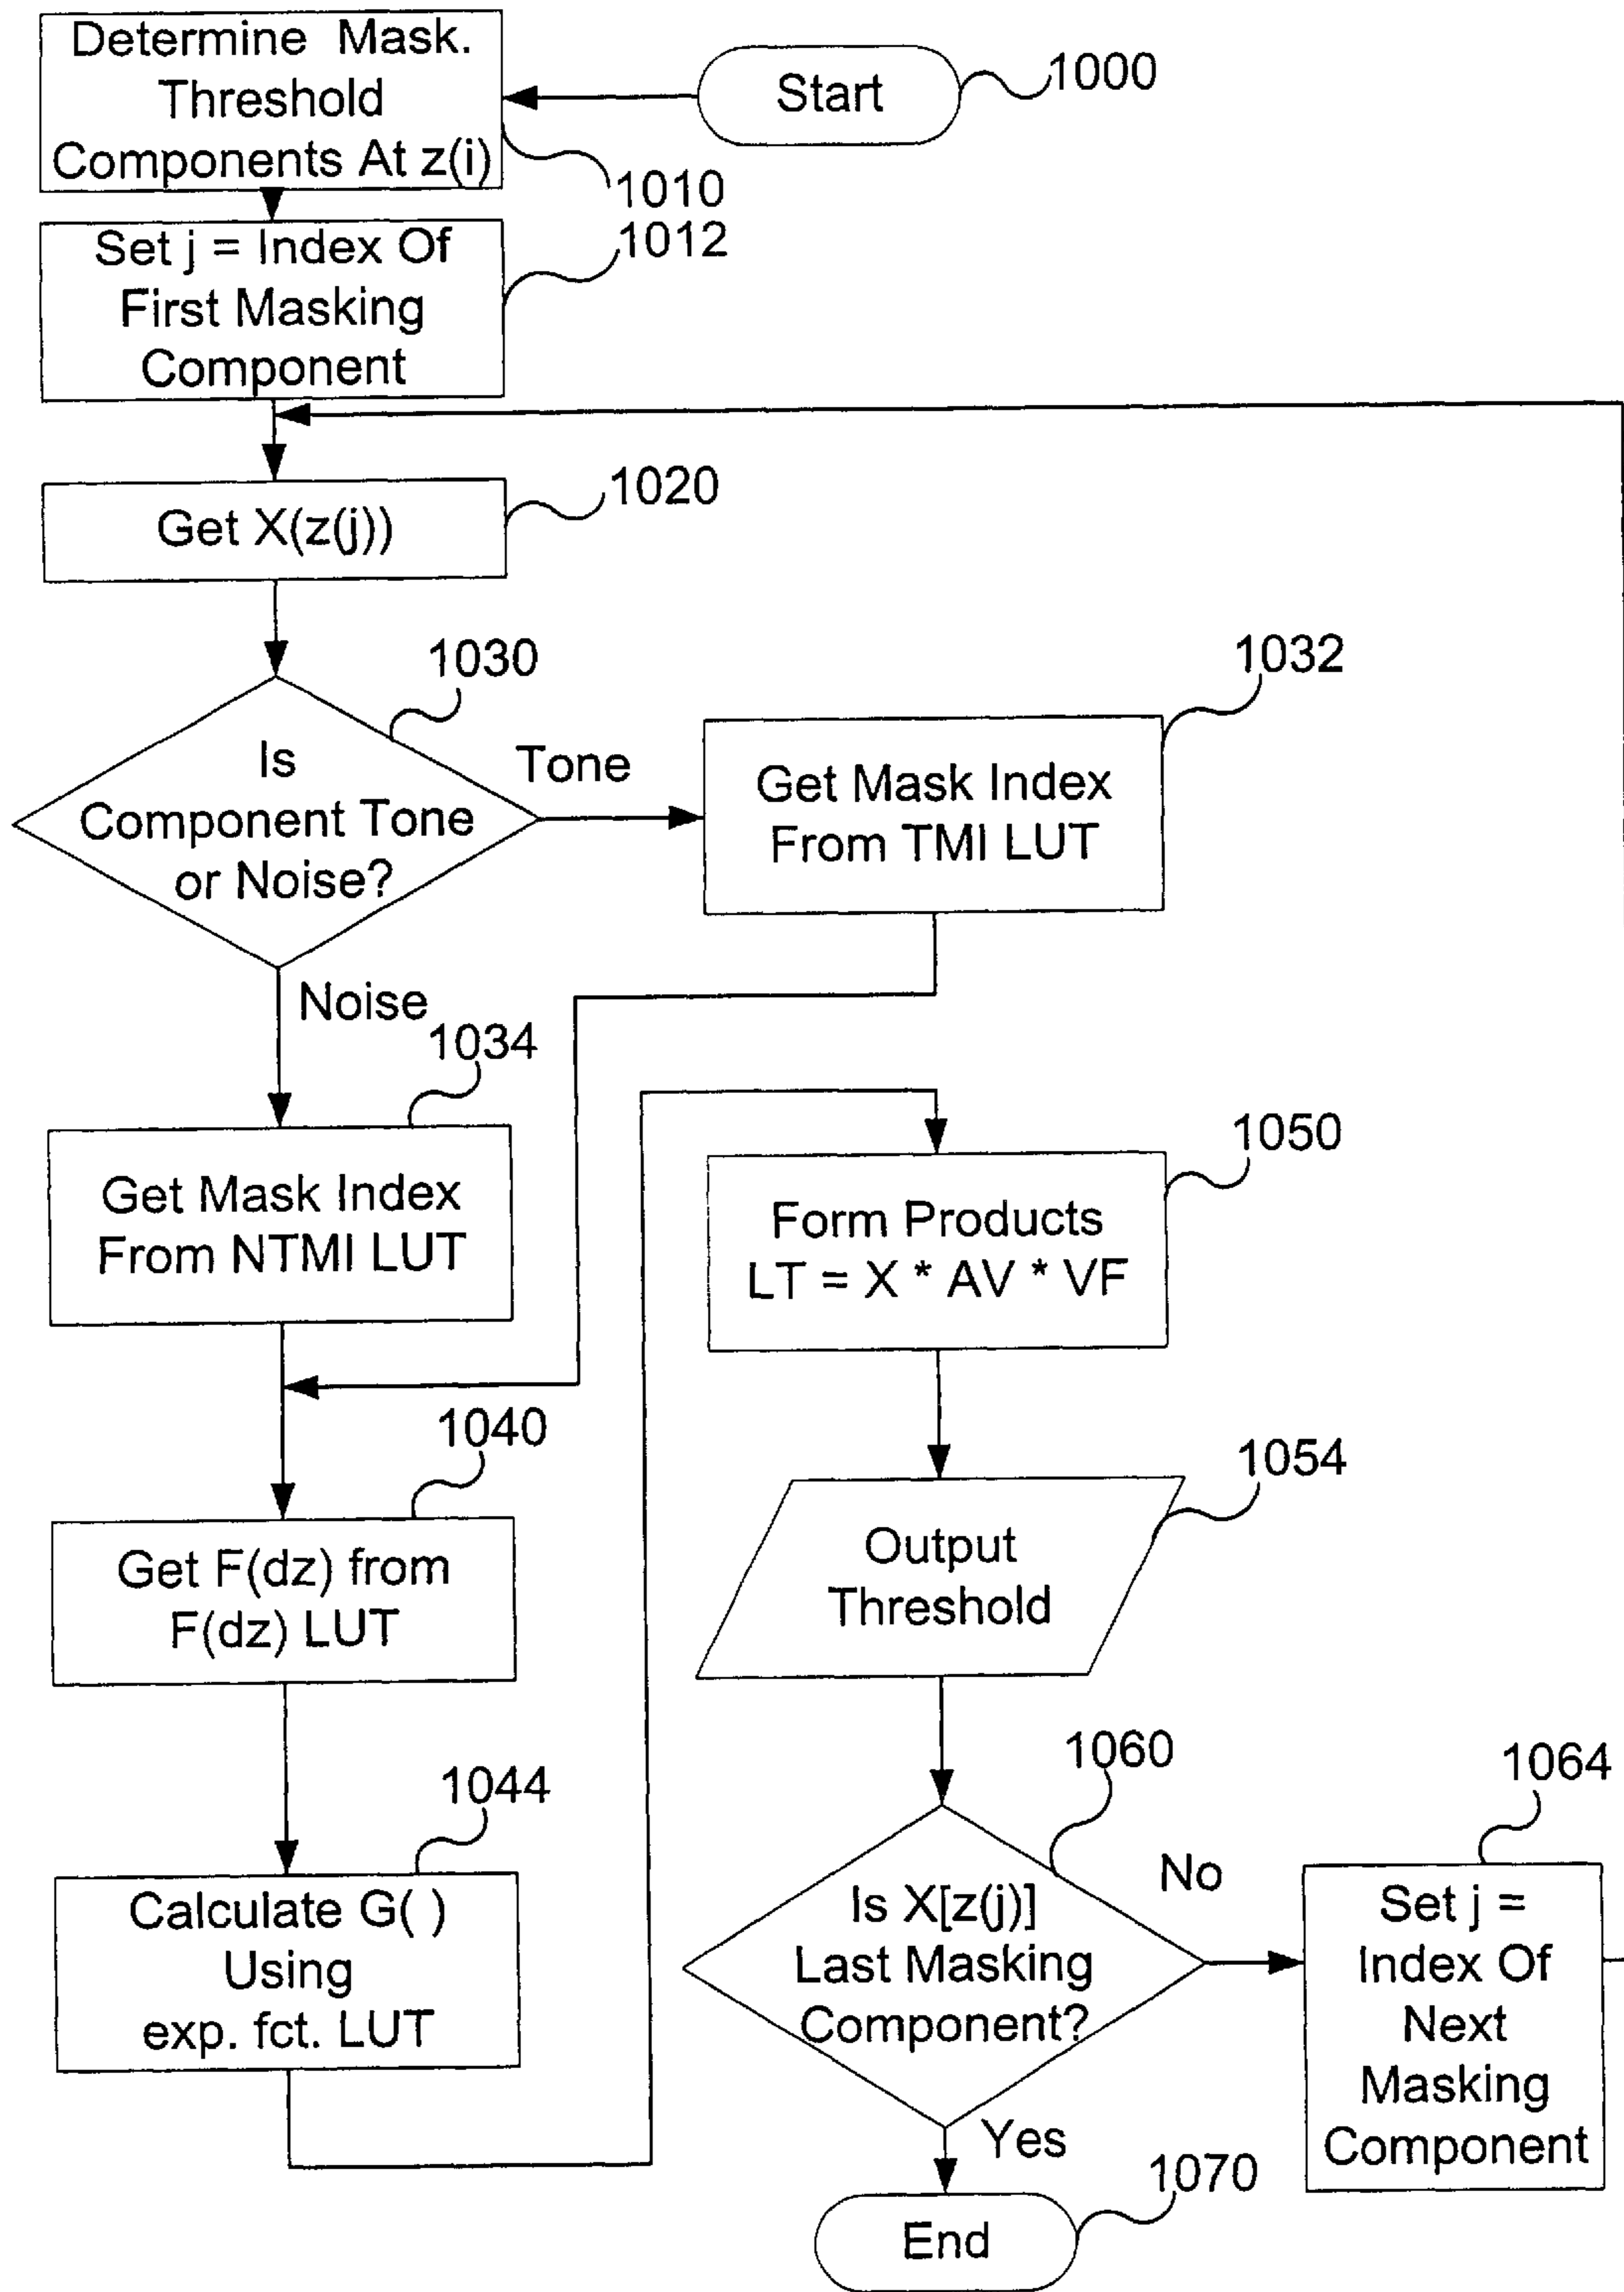 Determine Mask.
Threshold
Components At z(i)
Start
1000
1010
Set j = Index Of
First Masking
Component
1012
Get X(z(j))
1020
1030
Is
Component Tone
or Noise?
Tone
1032
Get Mask Index
From TMI LUT
Noise
1034
Get Mask Index
From NTMI LUT
1040
Get F(dz) from
F(dz) LUT
1044
Calculate G( )
Using
exp. fct. LUT
1050
Form Products
LT = X * AV * VF
1054
Output
Threshold
1060
Is X[z(j)]
Last Masking
Component?
No
1064
Set j =
Index Of
Next
Masking
Component
Yes
1070
End